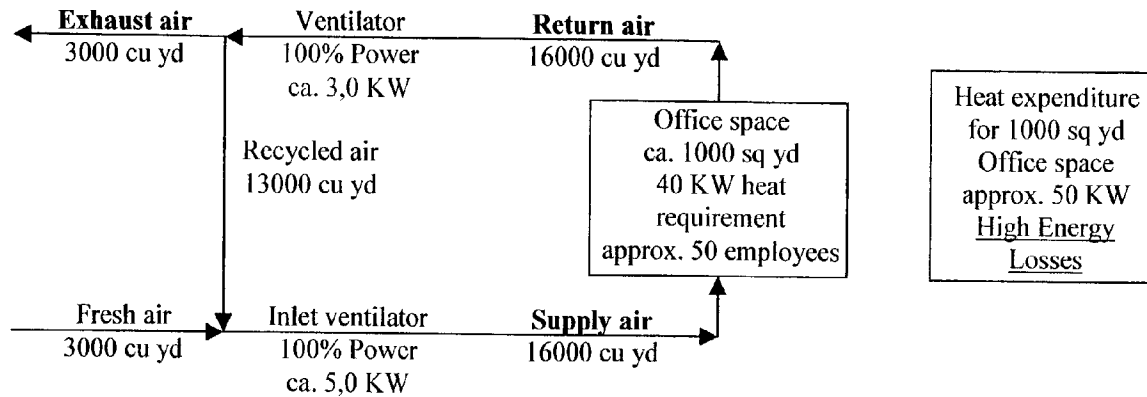 Exhaust air
3000 cu yd
Ventilator
100% Power
ca. 3,0 KW
Return air
16000 cu yd
Recycled air
13000 cu yd
Office space
ca. 1000 sq yd
40 KW heat
requirement
approx. 50 employees
Heat expenditure
for 1000 sq yd
Office space
approx. 50 KW
High Energy
Losses
Fresh air
3000 cu yd
Inlet ventilator
100% Power
ca. 5,0 KW
Supply air
16000 cu yd